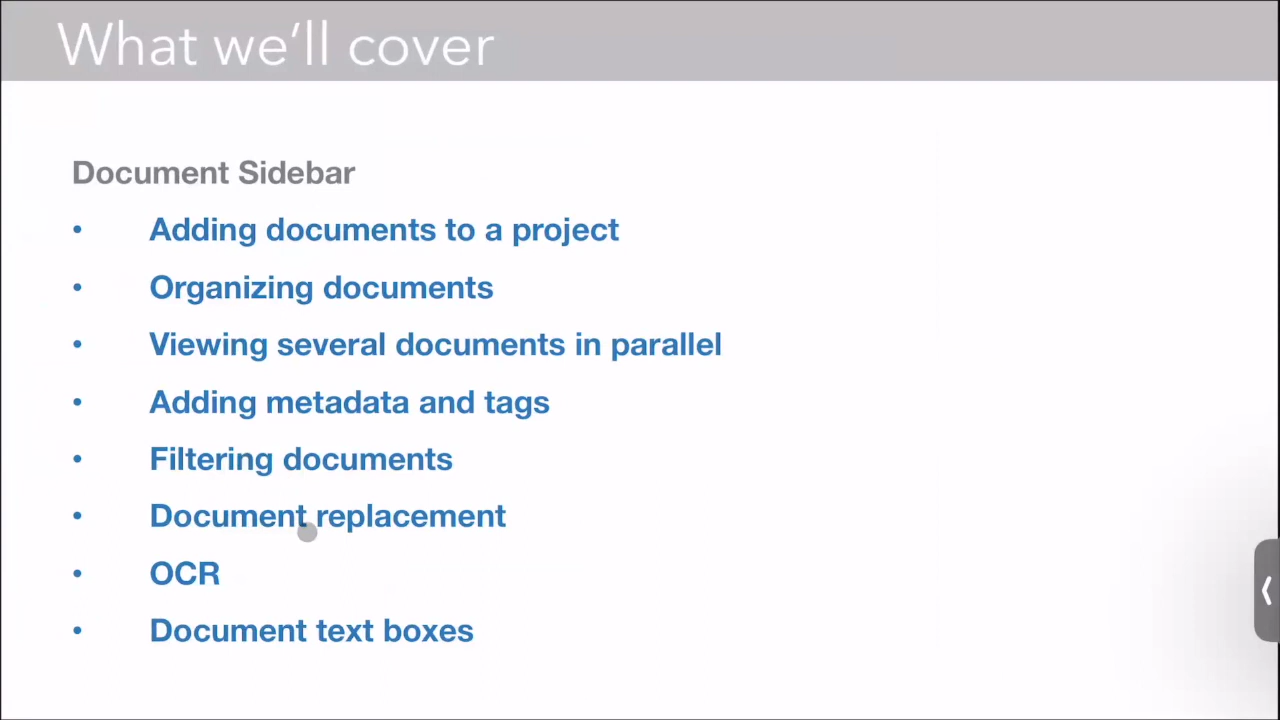 What we'll cover
Document Sidebar
• Adding documents to a project
• Organizing documents
• Viewing several documents in parallel
• Adding metadata and tags
• Filtering documents
• Document replacement
• OCR
• Document text boxes